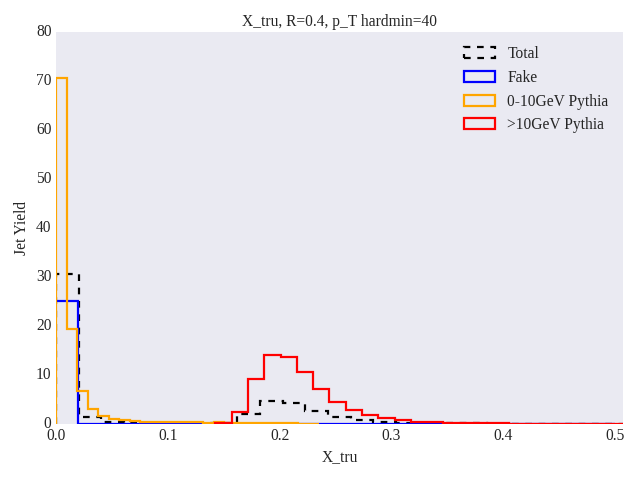 X_tru, R=0.4, p_T hardmin=40
80
70
60
50
40
30
20
10
0
Jet Yield
Total
Fake
0-10GeV Pythia
>10GeV Pythia
0.0 0.1 0.2 0.3 0.4 0.5
X_tru